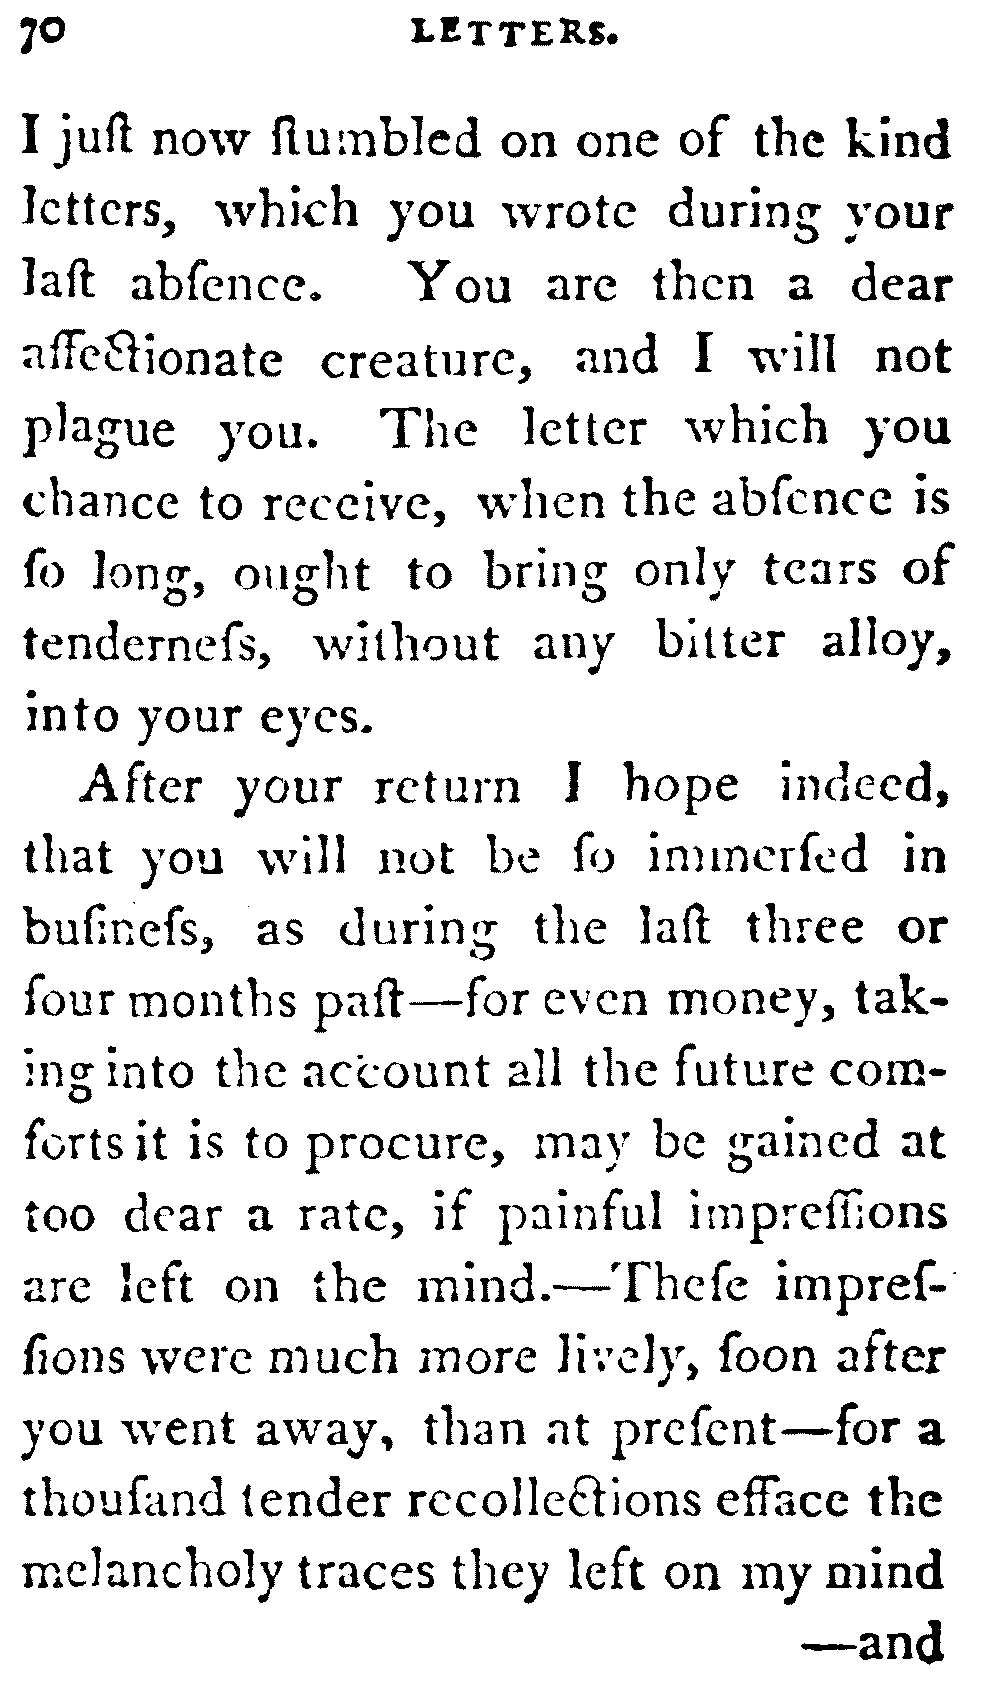 70 LETTERS.
I juſt now ſtumbled on one of the kind
letters, which you wrote during your
laſt abſence. You are then a dear
affectionate creature, and I will not
plague you. The letter which you
chance to receive, when the abſence is
ſo long, ought to bring only tears of
tenderneſs, without any bitter alloy,
into your eyes.
After your return I hope indeed,
that you will not be ſo immerſed in
buſineſs, as during the laſt three or
four months paſt—for even money, tak-
ing into the account all the future com-
forts it is to procure, may be gained at
too dear a rate, if painful impreſſions
are left on the mind.—Theſe impreſ-
ſions were much more lively, ſoon after
you went away, than at preſent—for a
thouſand tender recollections efface the
melancholy traces they left on my mind
—and